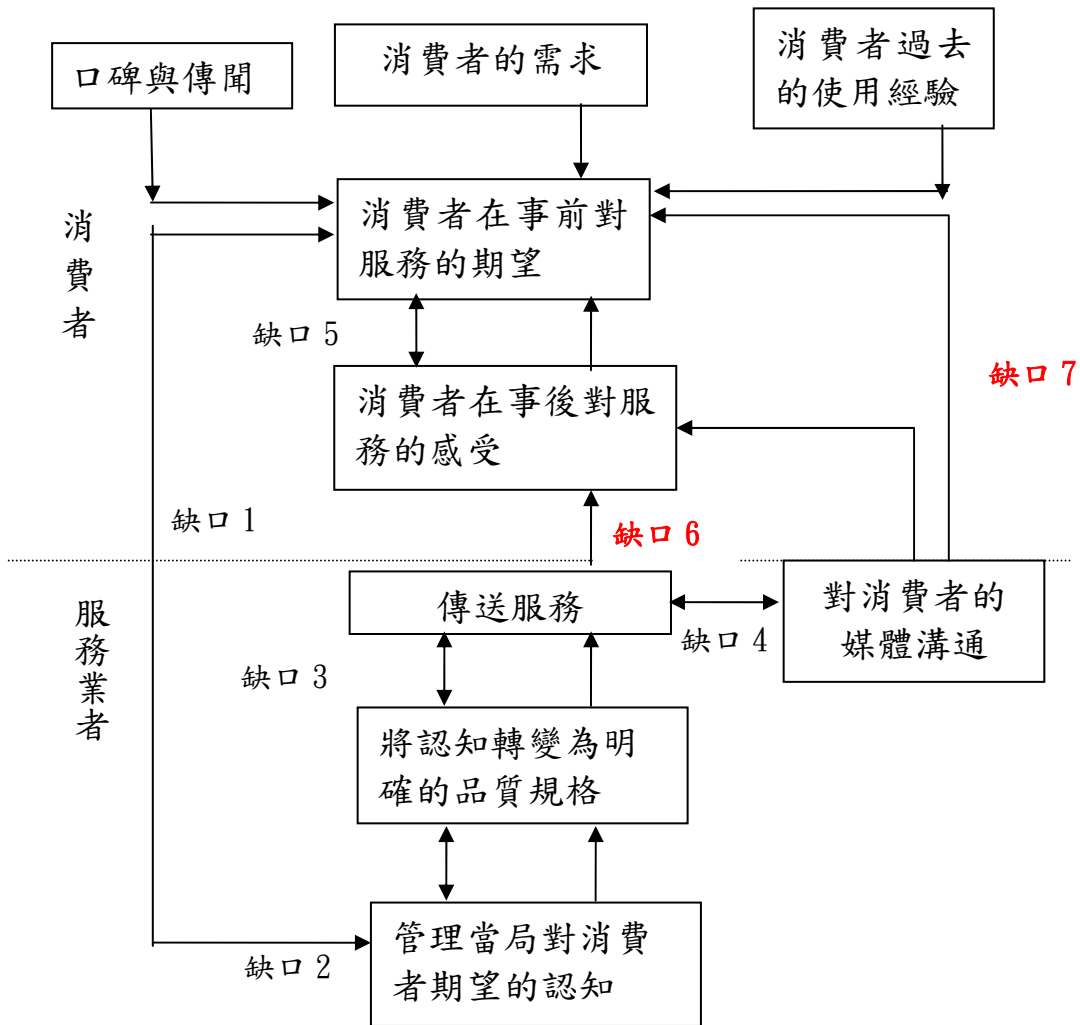 口碑與傳聞
消費者的需求
消費者過去
的使用經驗
消費者
消費者在事前對
服務的期望
缺口 5
缺口 7
消費者在事後對服
務的感受
缺口 1
缺口 6
服務業者
傳送服務
缺口 4
對消費者的
媒體溝通
缺口 3
將認知轉變為明
確的品質規格
管理當局對消費
者期望的認知
缺口 2